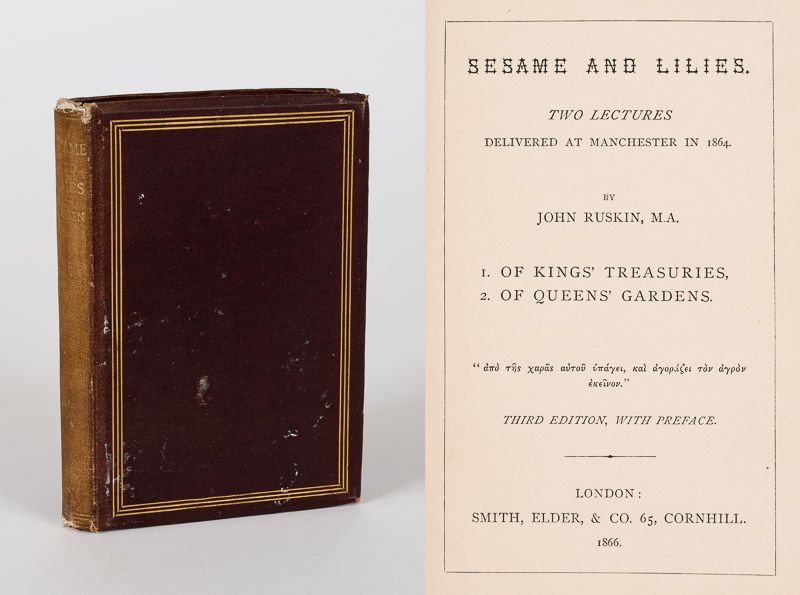 SESAME AND LILIES.
TWO LECTURES
DELIVERED AT MANCHESTER IN 1864.
BY
JOHN RUSKIN, M.A.
1. OF KINGS' TREASURIES,
2. OF QUEENS' GARDENS.
“ἀπὸ τῆς χαρᾶς αὐτοῦ ὑπάγει, καὶ ἀγοράζει τὸν ἀγρὸν
ἐκεῖνον.”
THIRD EDITION, WITH PREFACE.
LONDON:
SMITH, ELDER, & CO. 65, CORNHILL.
1866.